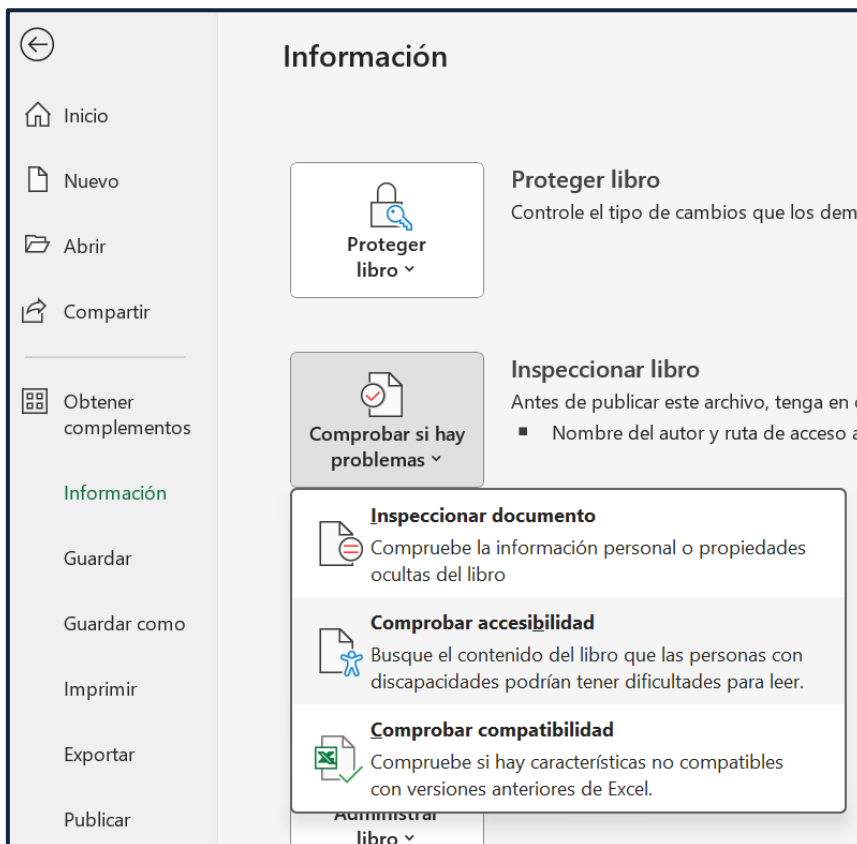 Información
Inicio
Nuevo
Abrir
Compartir
Obtener
complementos
Información
Guardar
Guardar como
Imprimir
Exportar
Publicar
Proteger
libro
Proteger libro
Controle el tipo de cambios que los dem
Comprobar si hay
problemas
Inspeccionar libro
Antes de publicar este archivo, tenga en
Nombre del autor y ruta de acceso a
Inspeccionar documento
Compruebe la información personal o propiedades
ocultas del libro
Comprobar accesibilidad
Busque el contenido del libro que las personas con
discapacidades podrían tener dificultades para leer.
Comprobar compatibilidad
Compruebe si hay características no compatibles
con versiones anteriores de Excel.
Administrar
libro